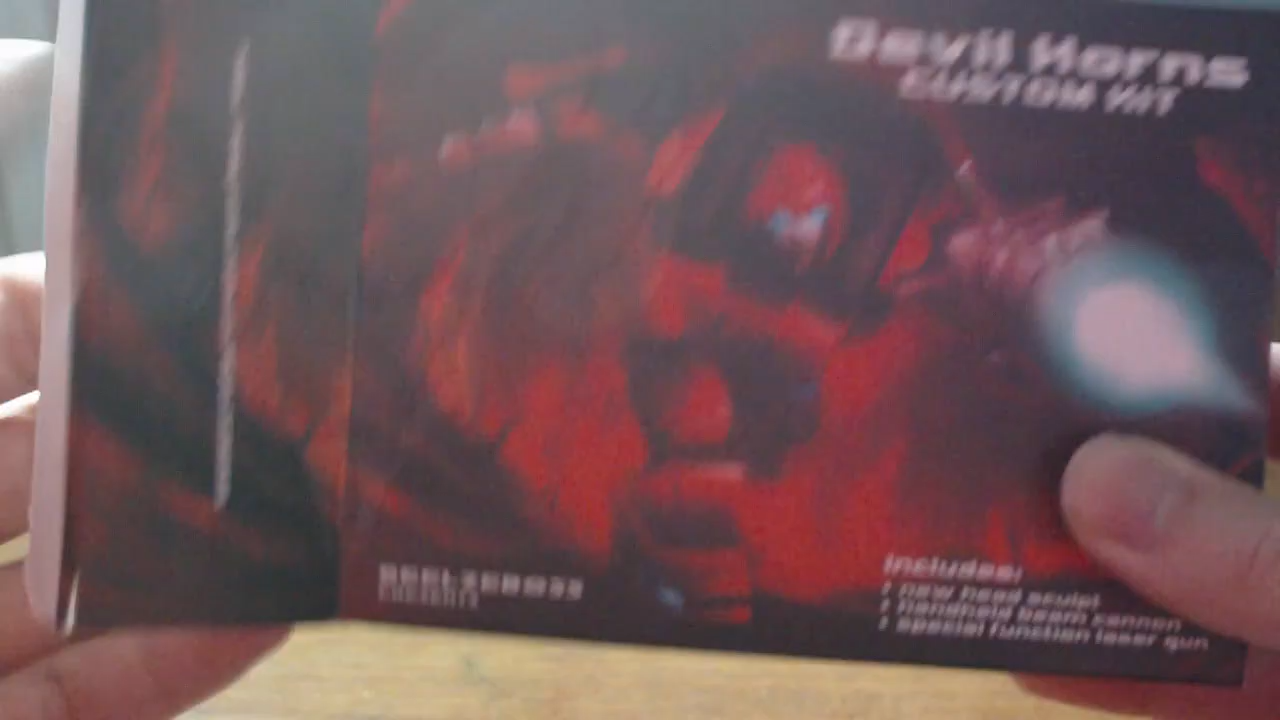 Devil Horns
CUSTOM KIT
Includes:
1 new head sculpt
1 handheld beam cannon
1 special function laser gun